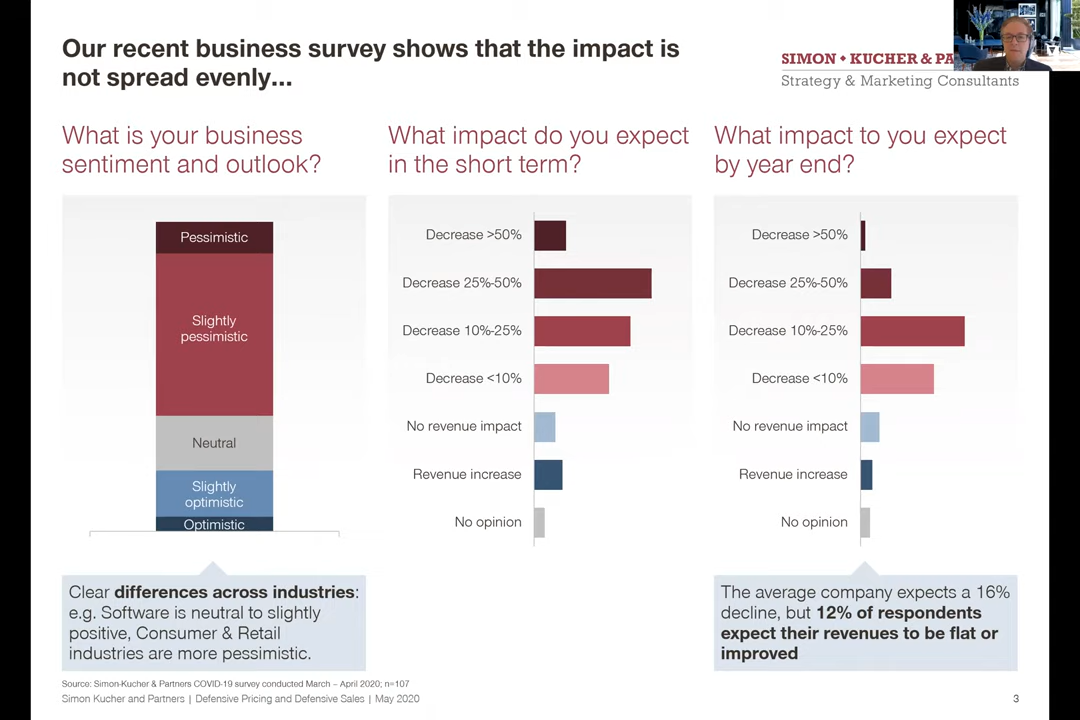 Our recent business survey shows that the impact is
not spread evenly...
SIMON • KUCHER & PA
Strategy & Marketing Consultants
What is your business
sentiment and outlook?
Pessimistic
Slightly
pessimistic
Neutral
Slightly
optimistic
Optimistic
Clear differences across industries:
e.g. Software is neutral to slightly
positive, Consumer & Retail
industries are more pessimistic.
What impact do you expect
in the short term?
Decrease >50%
Decrease 25%-50%
Decrease 10%-25%
Decrease <10%
No revenue impact
Revenue increase
No opinion
What impact to you expect
by year end?
Decrease >50%
Decrease 25%-50%
Decrease 10%-25%
Decrease <10%
No revenue impact
Revenue increase
No opinion
The average company expects a 16%
decline, but 12% of respondents
expect their revenues to be flat or
improved
Source: Simon-Kucher & Partners COVID-19 survey conducted March – April 2020; n=107
Simon Kucher and Partners | Defensive Pricing and Defensive Sales | May 2020
3